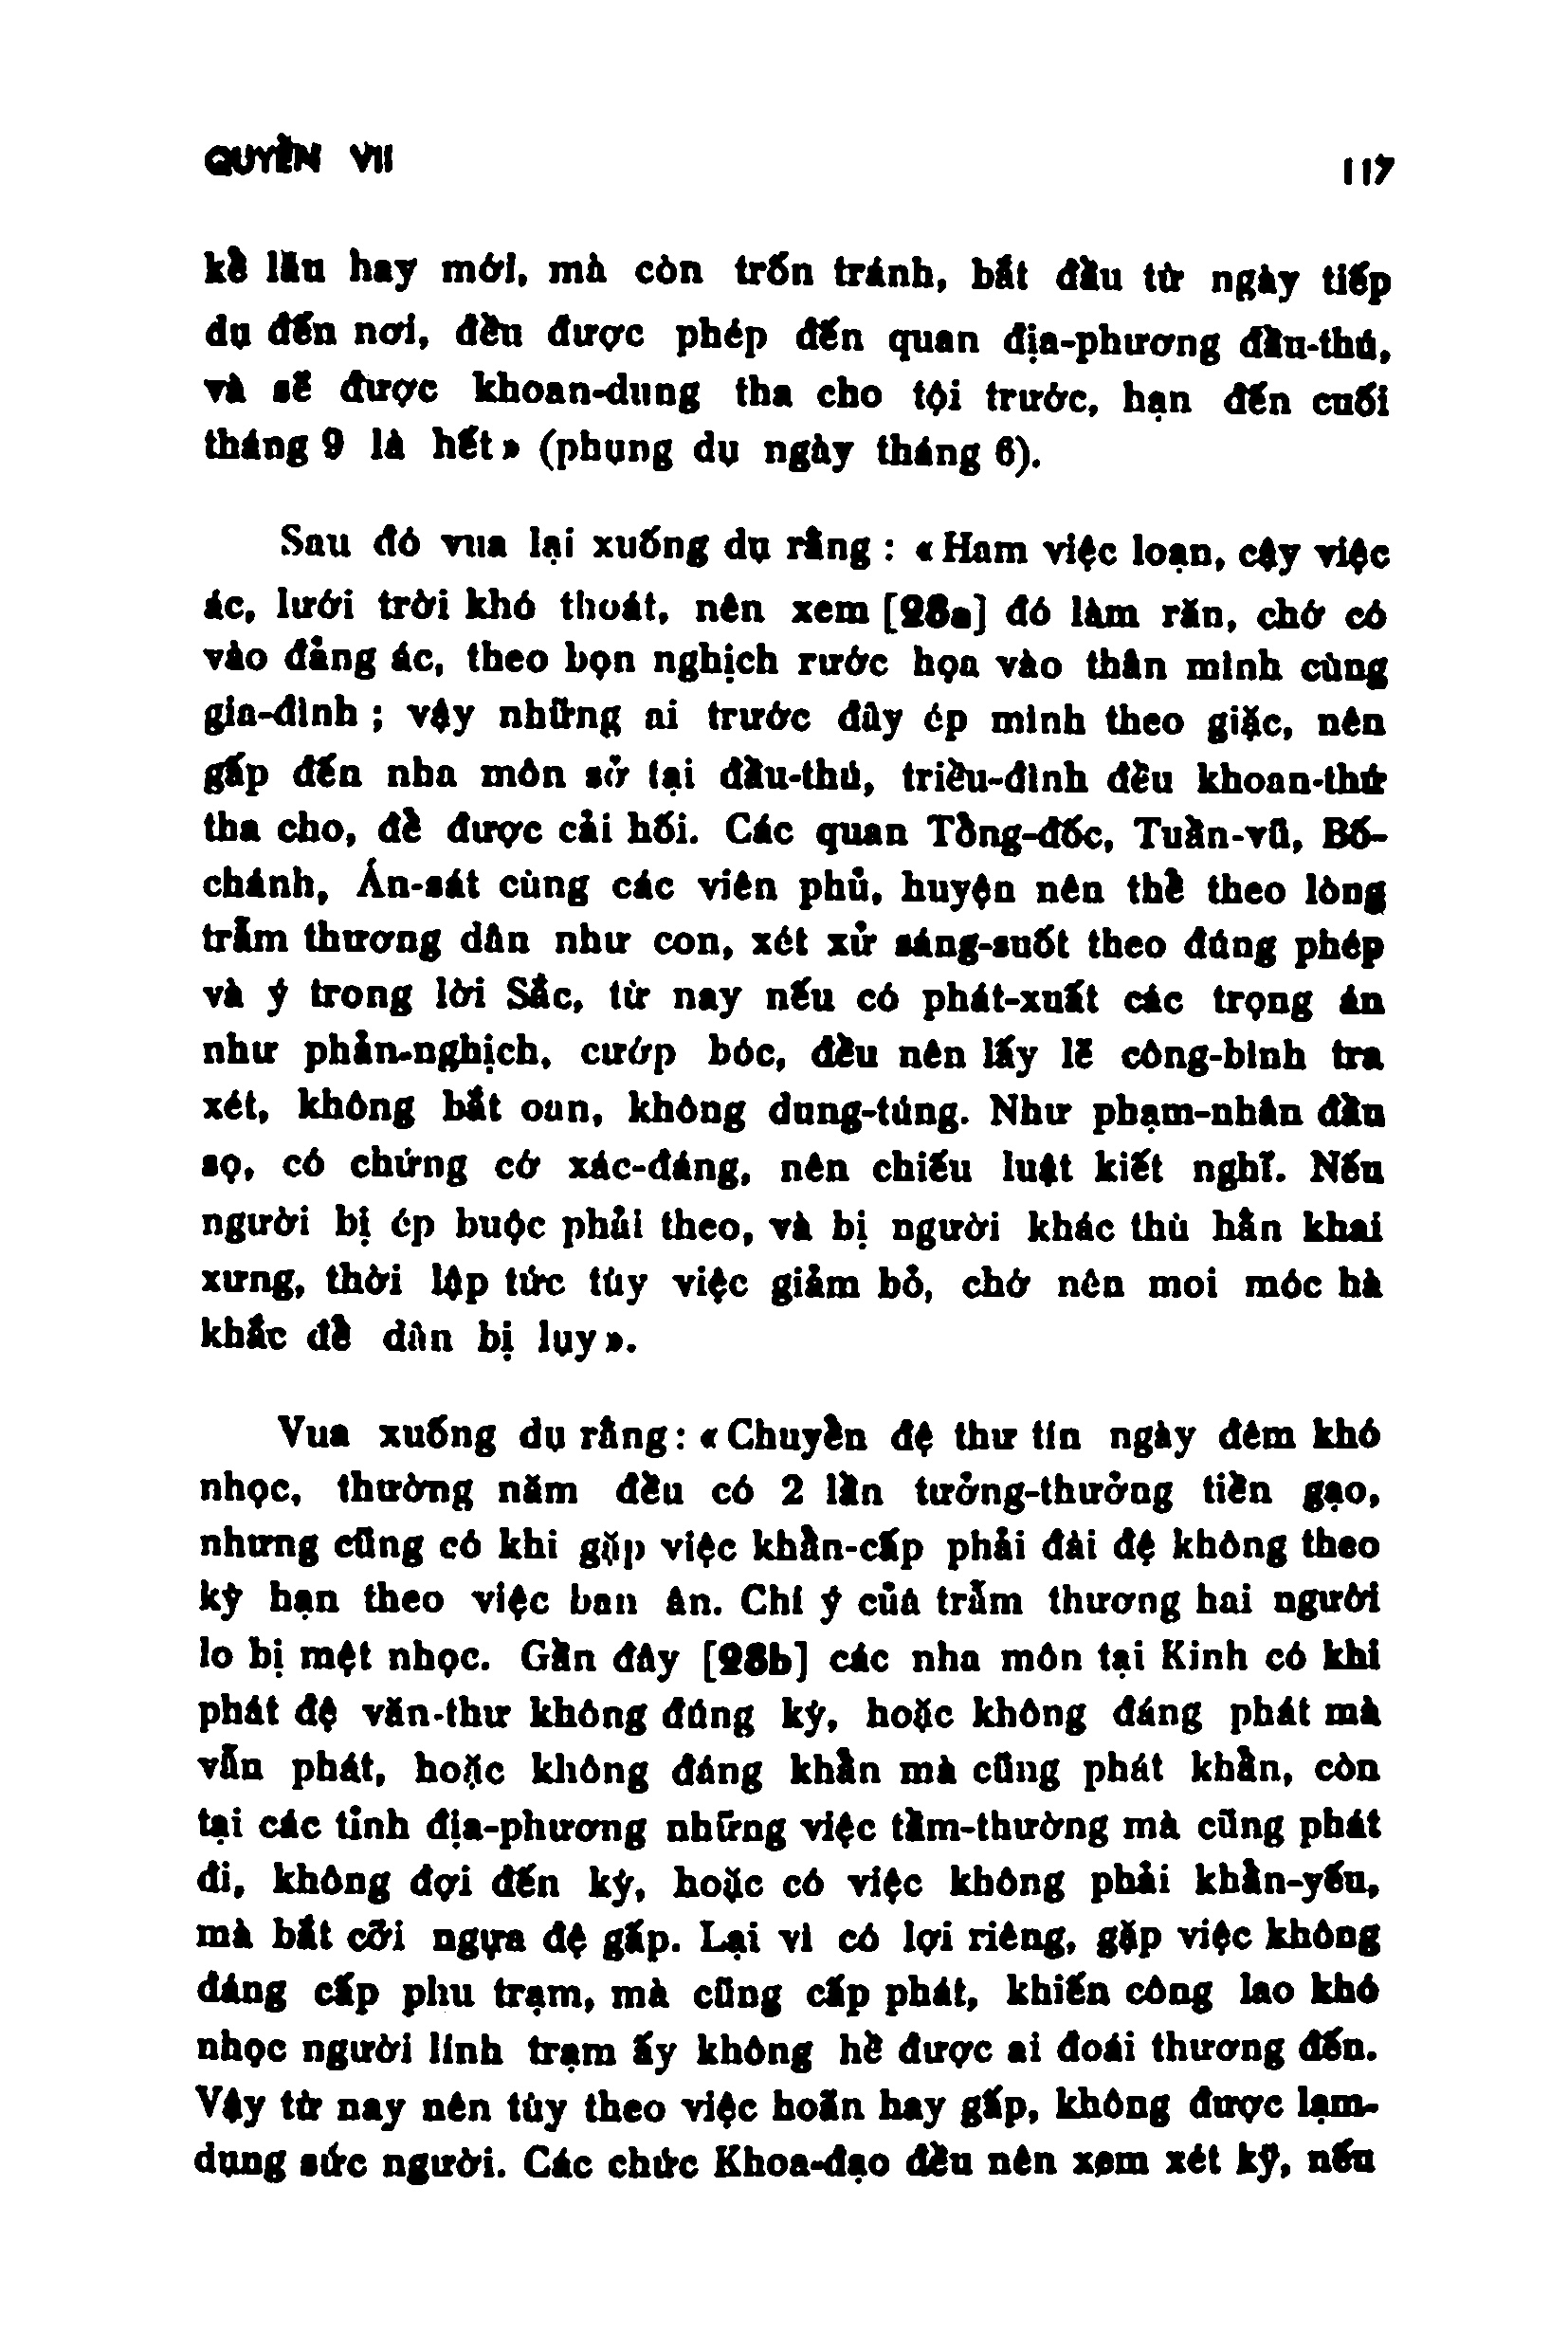 QUYỀN VII
117
kể lâu hay mới, mà còn trốn tránh, bắt đầu từ ngày tiếp
dụ đến nơi, đều được phép đến quan địa-phương đầu-thú,
và sẽ được khoan-dung tha cho tội trước, hạn đến cuối
tháng 9 là hết» (phụng dụ ngày tháng 6).
Sau đó vua lại xuống dụ rằng : «Ham việc loạn, cậy việc
ác, lưới trời khó thoát, nên xem [28a] đó làm răn, chớ có
vào đảng ác, theo bọn nghịch rước họa vào thân mình cùng
gia-đình ; vậy những ai trước đây ép mình theo giặc, nên
gấp đến nha môn sở tại đầu-thú, triều-đình đều khoan-thứ
tha cho, để được cải hối. Các quan Tổng-đốc, Tuần-vũ, Bố-
chánh, Án-sát cùng các viên phủ, huyện nên thể theo lòng
trẫm thương dân như con, xét xử sáng-suốt theo đúng phép
và ý trong lời Sắc, từ nay nếu có phát-xuất các trọng án
như phản-nghịch, cướp bóc, đều nên lấy lẽ công-bình tra
xét, không bắt oan, không dung-túng. Như phạm-nhân đầu
sọ, có chứng cớ xác-đáng, nên chiếu luật kiết nghĩ. Nếu
người bị ép buộc phải theo, và bị người khác thù hằn khai
xưng, thời lập tức tùy việc giảm bỏ, chớ nên moi móc hà
khắc để dân bị lụy».
Vua xuống dụ rằng: «Chuyển đệ thư tín ngày đêm khó
nhọc, thường năm đều có 2 lần tưởng-thưởng tiền gạo,
nhưng cũng có khi gặp việc khẩn-cấp phải đài đệ không theo
kỳ hạn theo việc ban ân. Chí ý củả trẫm thương hai người
lo bị mệt nhọc. Gần đây [28b] các nha môn tại Kinh có khi
phát đệ văn-thư không đúng kỳ, hoặc không đáng phát mà
vẫn phát, hoặc không đáng khẩn mà cũng phát khẩn, còn
tại các tỉnh địa-phương những việc tầm-thường mà cũng phát
đi, không đợi đến kỳ, hoặc có việc không phải khẩn-yếu,
mà bắt cỡi ngựa đệ gấp. Lại vì có lợi riêng, gặp việc không
đáng cấp phu trạm, mà cũng cấp phát, khiến công lao khó
nhọc người lính trạm ấy không hề được ai đoái thương đến.
Vậy từ nay nên tùy theo việc hoãn hay gấp, không được lạm-
dụng sức người. Các chức Khoa-đạo đều nên xem xét kỹ, nếu